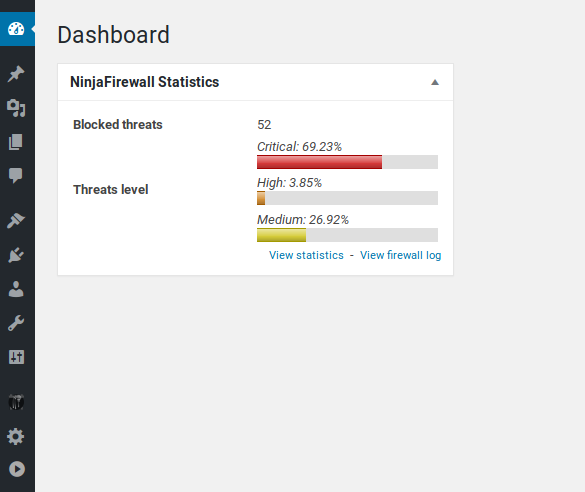 Dashboard
NinjaFirewall Statistics
Blocked threats 52
Critical: 69.23%
High: 3.85%
Threats level
Medium: 26.92%
View statistics - View firewall log